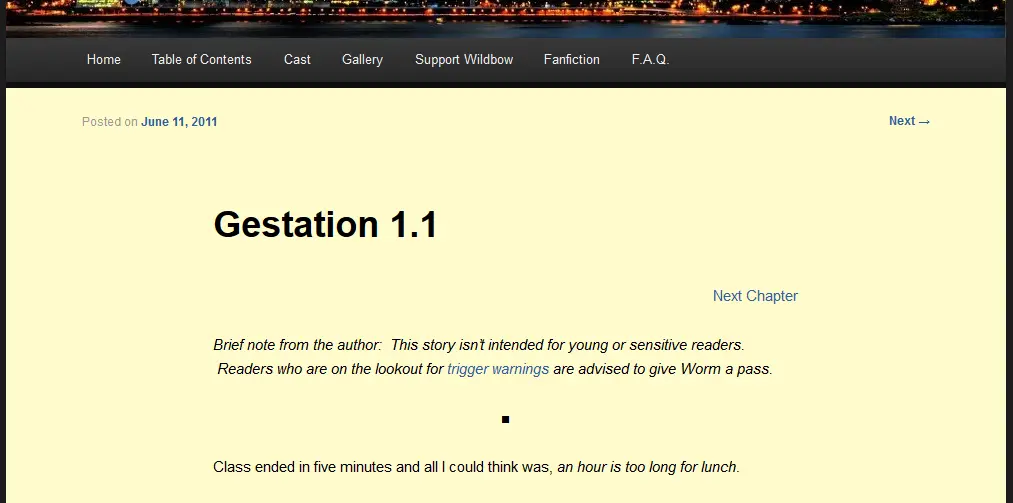 Home Table of Contents Cast Gallery Support Wildbow Fanfiction F.A.Q.
Posted on June 11, 2011 Next →
Gestation 1.1
Next Chapter
Brief note from the author:  This story isn't intended for young or sensitive readers.
Readers who are on the lookout for trigger warnings are advised to give Worm a pass.
■
Class ended in five minutes and all I could think was, an hour is too long for lunch.